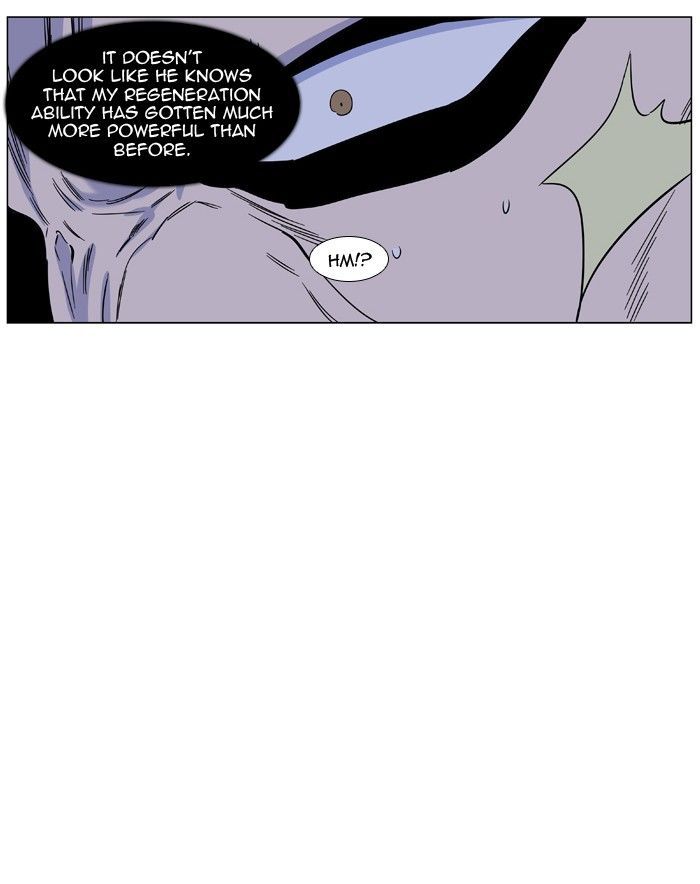 IT DOESN'T
LOOK LIKE HE KNOWS
THAT MY REGENERATION
ABILITY HAS GOTTEN MUCH
MORE POWERFUL THAN
BEFORE.
HM!?